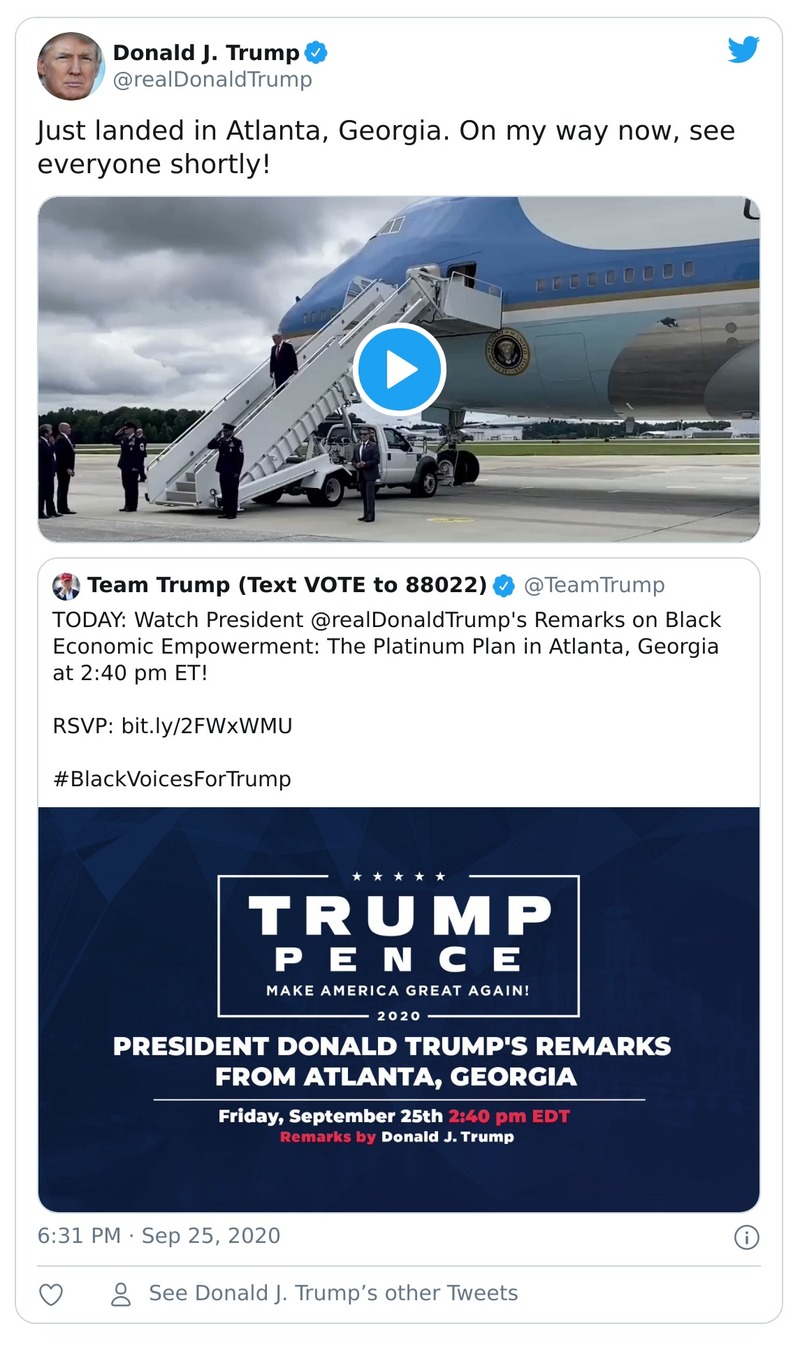 Donald J. Trump
@realDonaldTrump
Just landed in Atlanta, Georgia. On my way now, see
everyone shortly!
Team Trump (Text VOTE to 88022) @TeamTrump
TODAY: Watch President @realDonaldTrump's Remarks on Black
Economic Empowerment: The Platinum Plan in Atlanta, Georgia
at 2:40 pm ET!
RSVP: bit.ly/2FWxWMU
#BlackVoicesForTrump
TRUMP
PENCE
MAKE AMERICA GREAT AGAIN!
2020
PRESIDENT DONALD TRUMP'S REMARKS
FROM ATLANTA, GEORGIA
Friday, September 25th 2:40 pm EDT
Remarks by Donald J. Trump
6:31 PM · Sep 25, 2020
See Donald J. Trump’s other Tweets